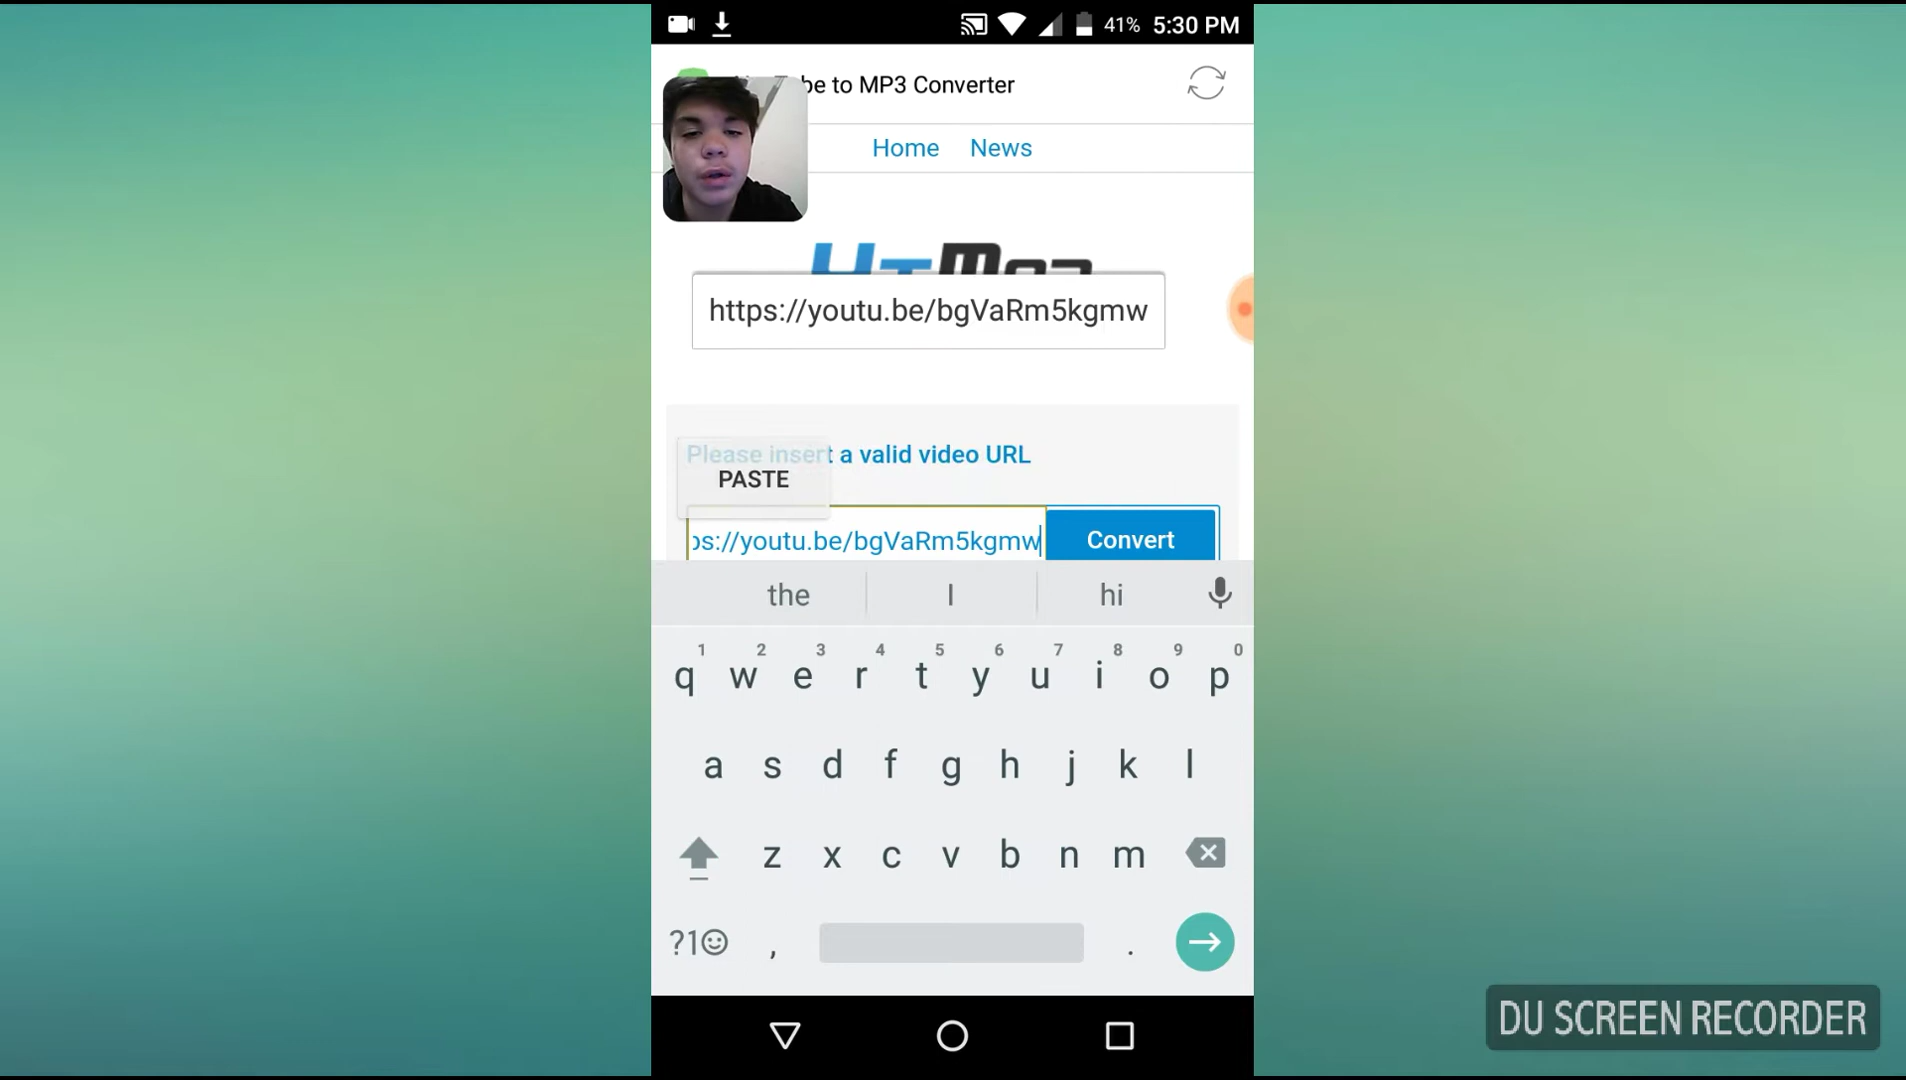 41% 5:30 PM
be to MP3 Converter
Home News
https://youtu.be/bgVaRm5kgmw
Please insert a valid video URL
PASTE
ps://youtu.be/bgVaRm5kgmw Convert
the I hi
1 2 3 4 5 6 7 8 9 0
q w e r t y u i o p
a s d f g h j k l
z x c v b n m
?1☺ , .
DU SCREEN RECORDER